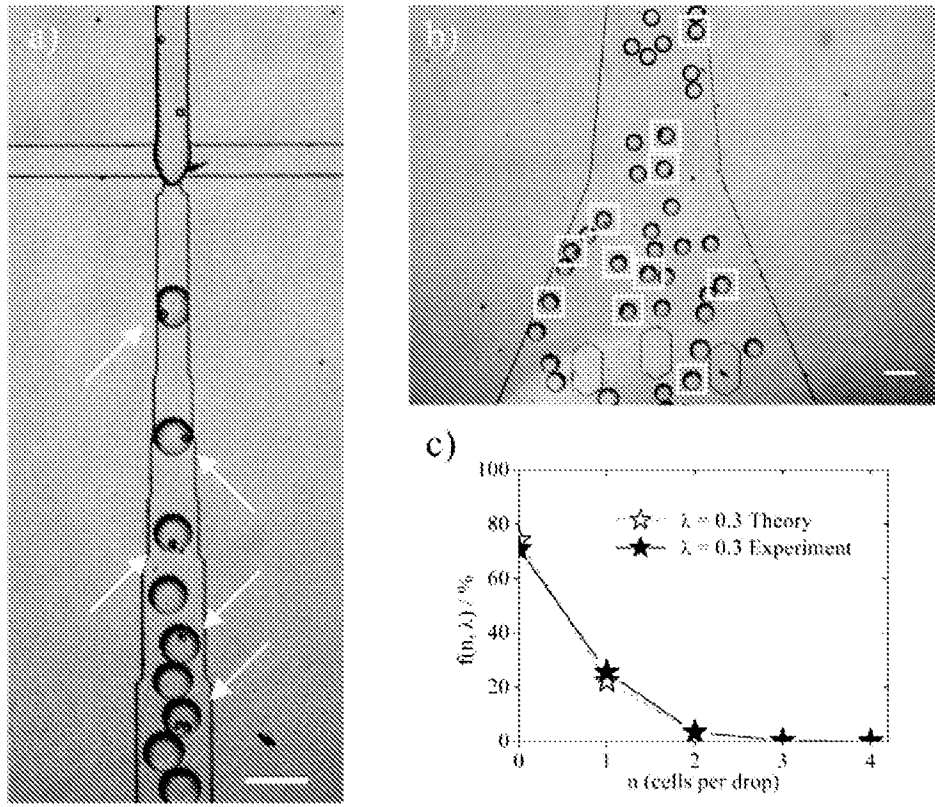 a)
b)
c)
100
80
60
40
20
0
f(n, λ) / %
λ = 0.3 Theory
λ = 0.3 Experiment
0 1 2 3 4
n (cells per drop)